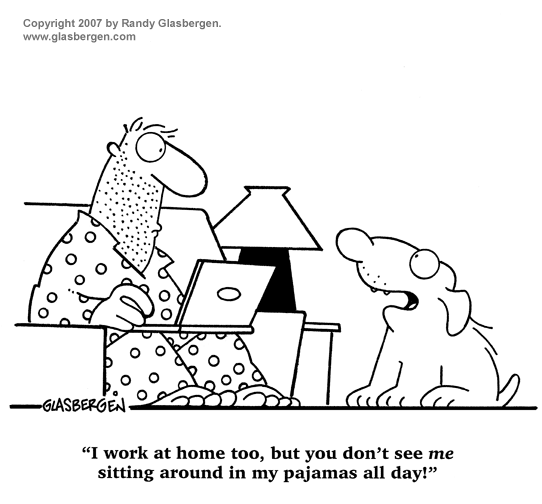 Copyright 2007 by Randy Glasbergen.
www.glasbergen.com
GLASBERGEN
“I work at home too, but you don’t see me
sitting around in my pajamas all day!”